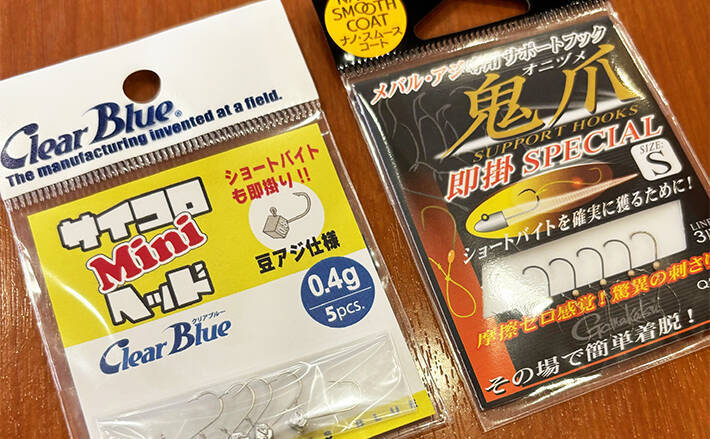 Clear Blue®
The manufacturing invented at a field.
サイコロ
Mini
ヘッド
ショートバイト
も即掛り!!
豆アジ仕様
0.4g
5pcs.
クリアブルー
Clear Blue
SMOOTH
COAT
ナノ・スムース
コート
メバル・アジ専用サポートフック
オニヅメ
鬼爪
SUPPORT HOOKS
即掛 SPECIAL
SIZE:
S
ショートバイトを確実に獲るために!
LINE
摩擦ゼロ感覚!驚異の刺さ
Gamakatsu
その場で簡単着脱!